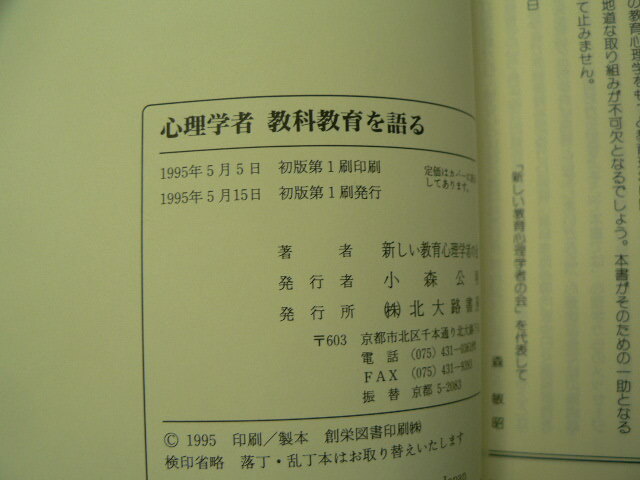 の教育心理学をも
地道な取り組みが不可欠となるでしょう。本書がそのための一助となる
て止みません。
日
「新しい教育心理学者の会」を代表して
森 敏 昭
心理学者 教科教育を語る
1995年5月5日 初版第1刷印刷
1995年5月15日 初版第1刷発行
定価はカバーに
してあります。
著 者 新しい教育心理学者の
発 行 者 小 森 公
発 行 所 ㈱ 北 大 路 書
〒603 京都市北区千本通り北大路
電 話 (075) 431-
FAX (075) 431-
振 替 京都 5-2083
© 1995 印刷/製本 創栄図書印刷㈱
検印省略 落丁・乱丁本はお取り替えいたします
Japan